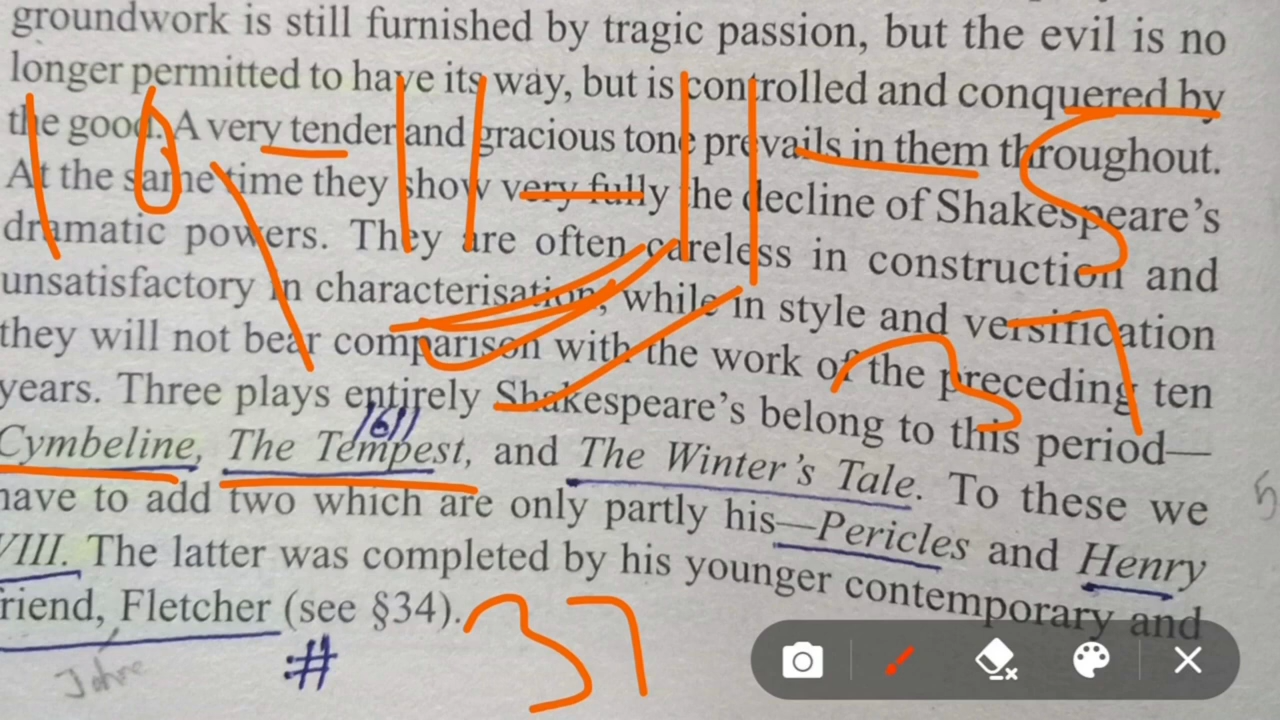 groundwork is still furnished by tragic passion, but the evil is no
longer permitted to have its way, but is controlled and conquered by
the good. A very tender and gracious tone prevails in them throughout.
At the same time they show very fully the decline of Shakespeare's
dramatic powers. They are often careless in construction and
unsatisfactory in characterisation, while in style and versification
they will not bear comparison with the work of the preceding ten
years. Three plays entirely Shakespeare's belong to this period—
1611
Cymbeline, The Tempest, and The Winter's Tale. To these we
have to add two which are only partly his—Pericles and Henry
VIII. The latter was completed by his younger contemporary and
friend, Fletcher (see §34).
37
#